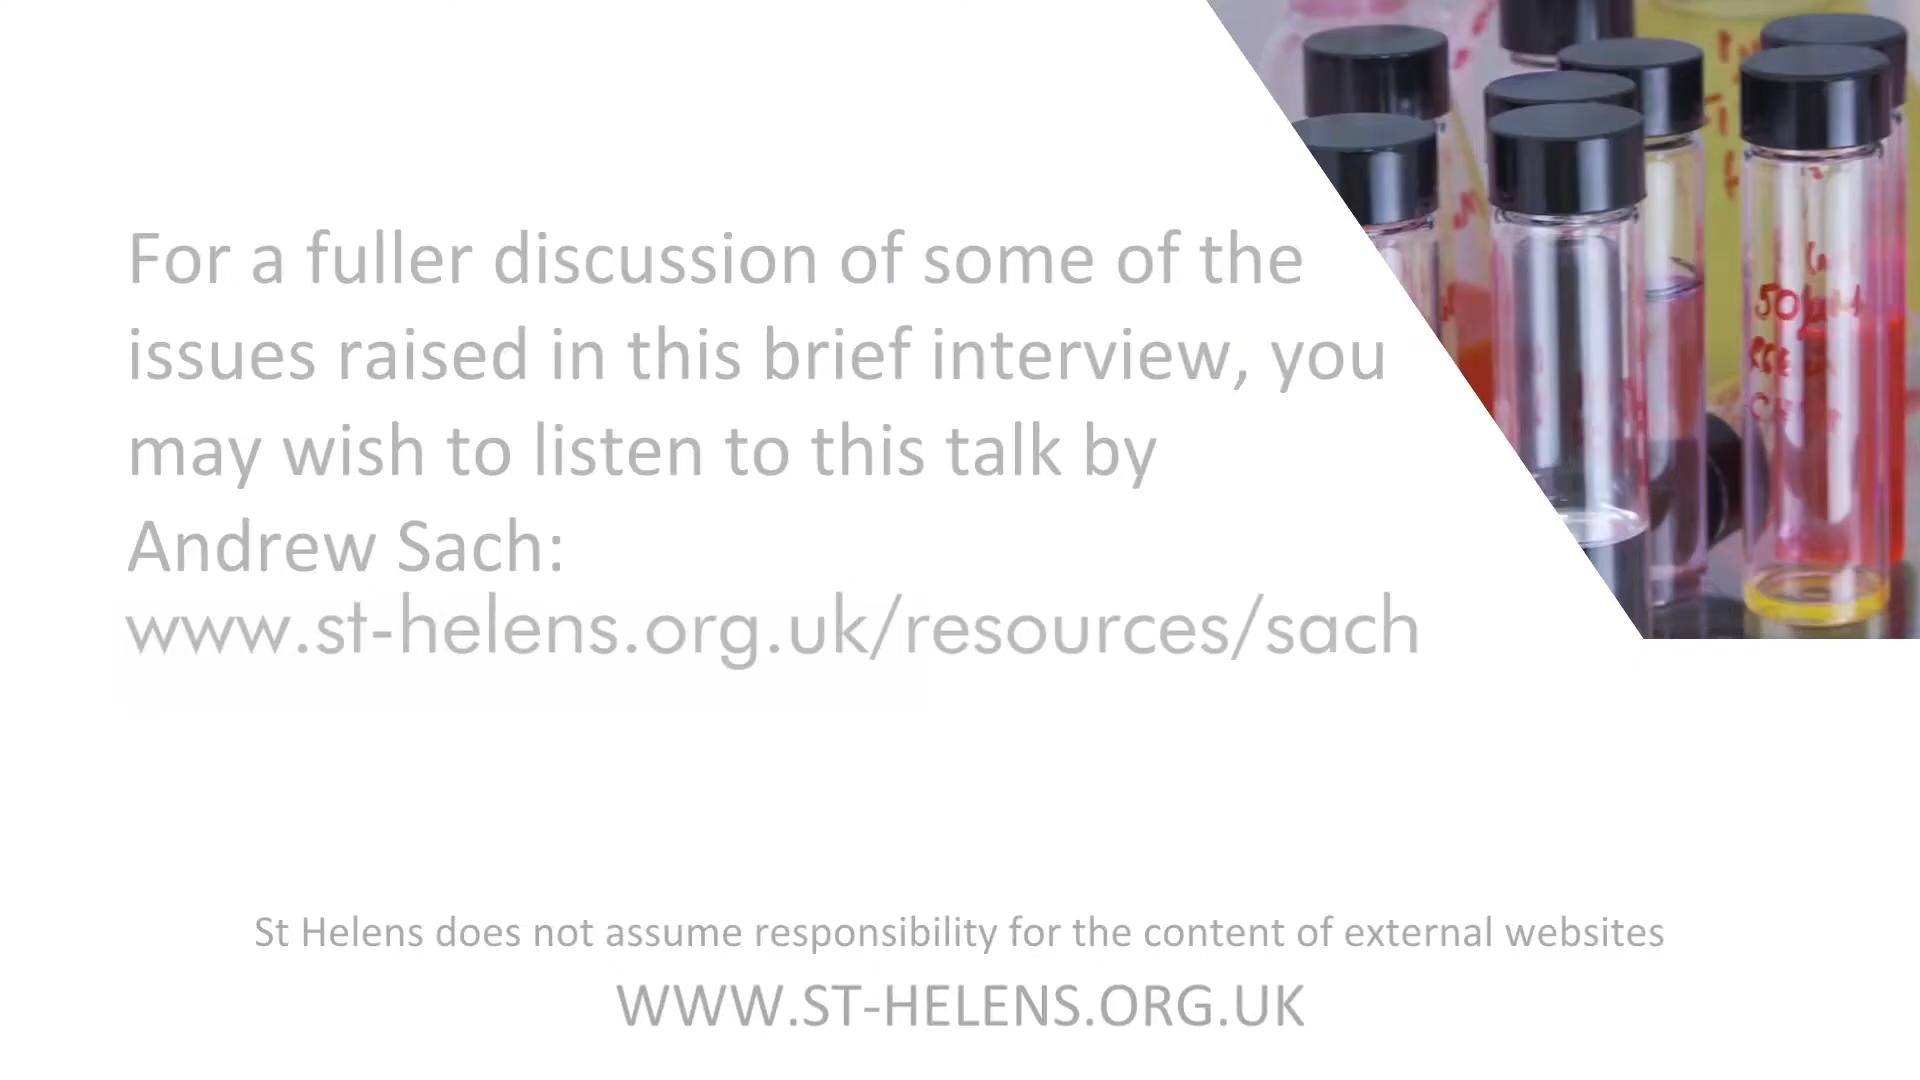 For a fuller discussion of some of the
issues raised in this brief interview, you
may wish to listen to this talk by
Andrew Sach:
www.st-helens.org.uk/resources/sach
50
St Helens does not assume responsibility for the content of external websites
WWW.ST-HELENS.ORG.UK